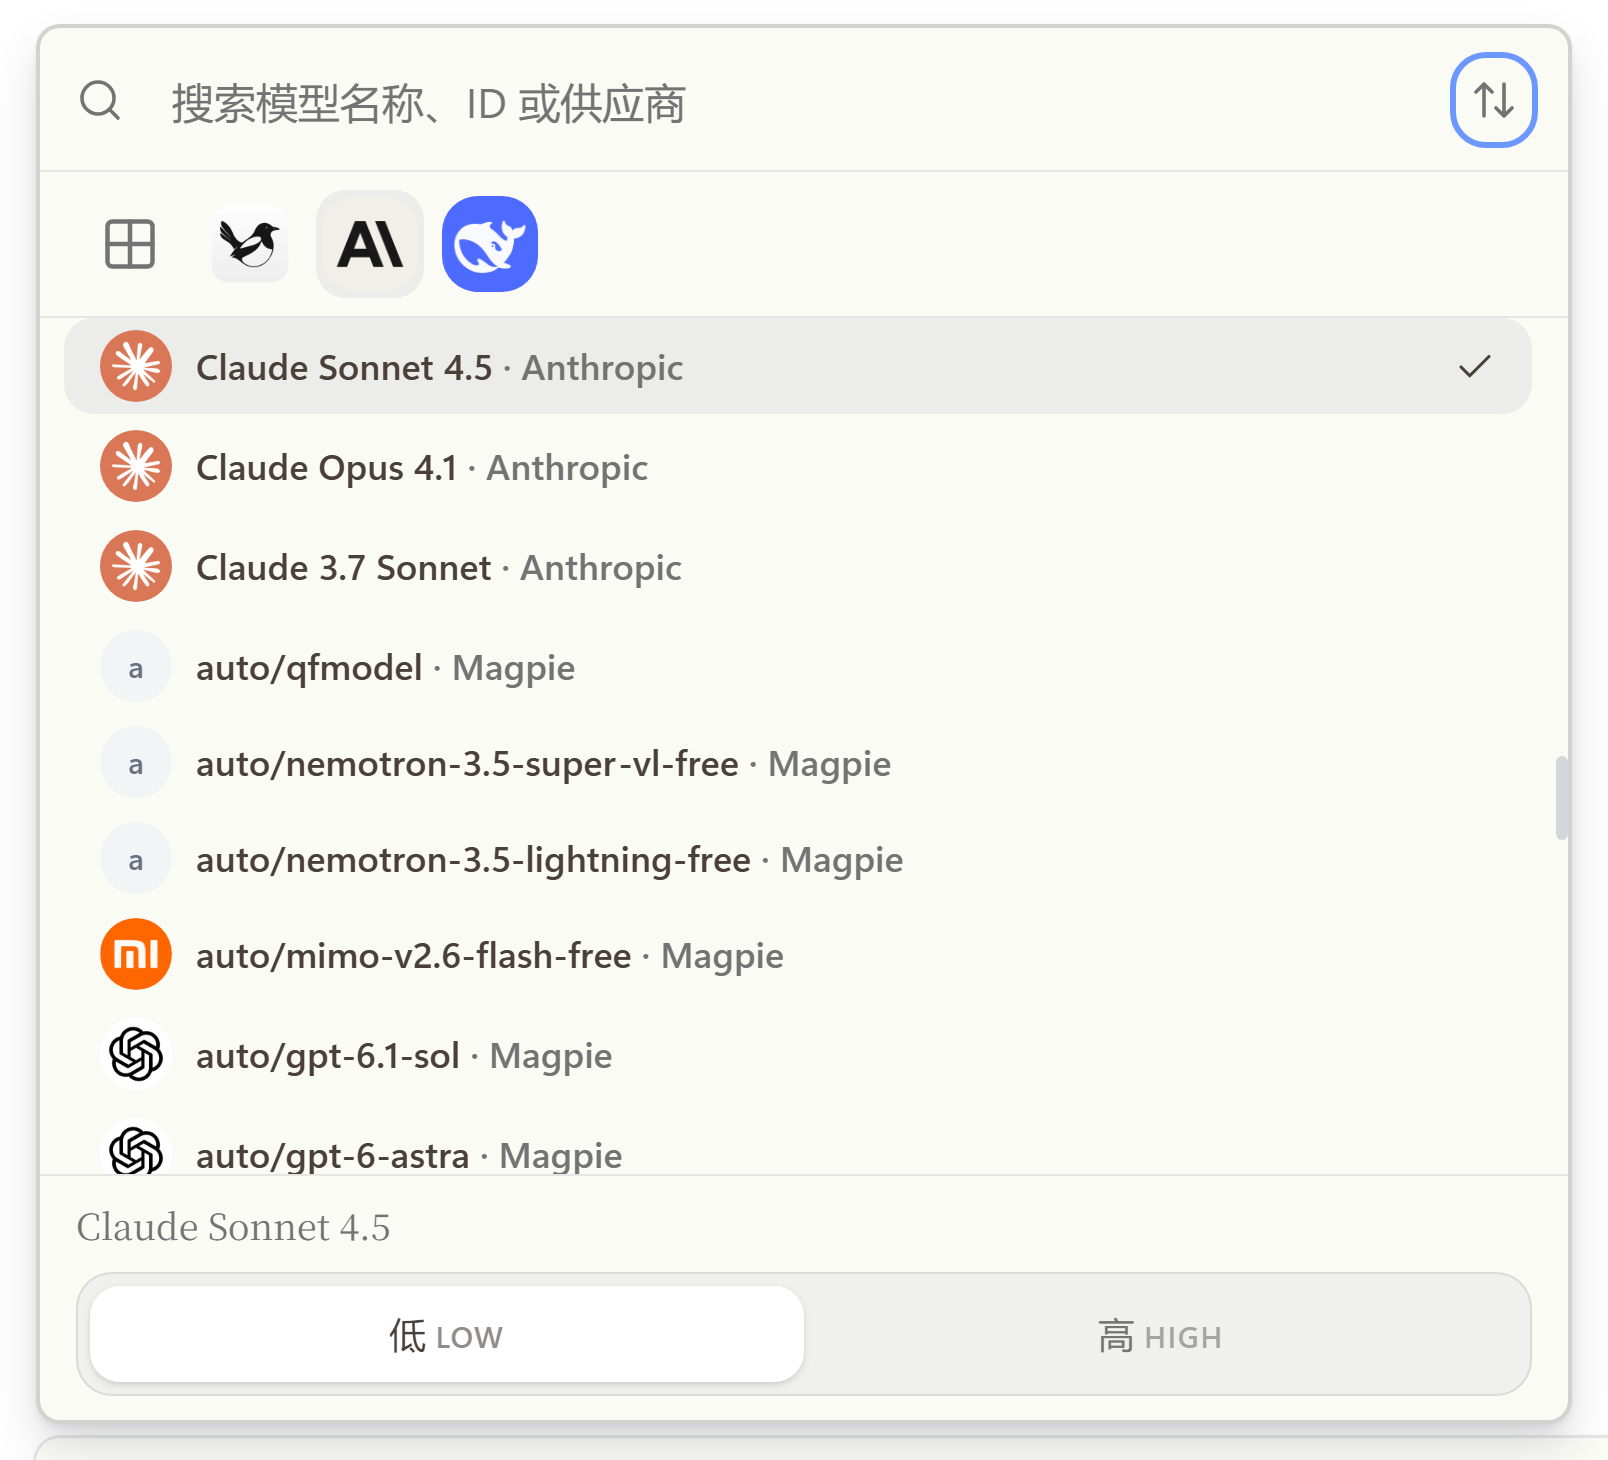 搜索模型名称、ID 或供应商
Claude Sonnet 4.5 · Anthropic
Claude Opus 4.1 · Anthropic
Claude 3.7 Sonnet · Anthropic
a auto/qfmodel · Magpie
a auto/nemotron-3.5-super-vl-free · Magpie
a auto/nemotron-3.5-lightning-free · Magpie
auto/mimo-v2.6-flash-free · Magpie
auto/gpt-6.1-sol · Magpie
auto/gpt-6-astra · Magpie
Claude Sonnet 4.5
低 LOW 高 HIGH